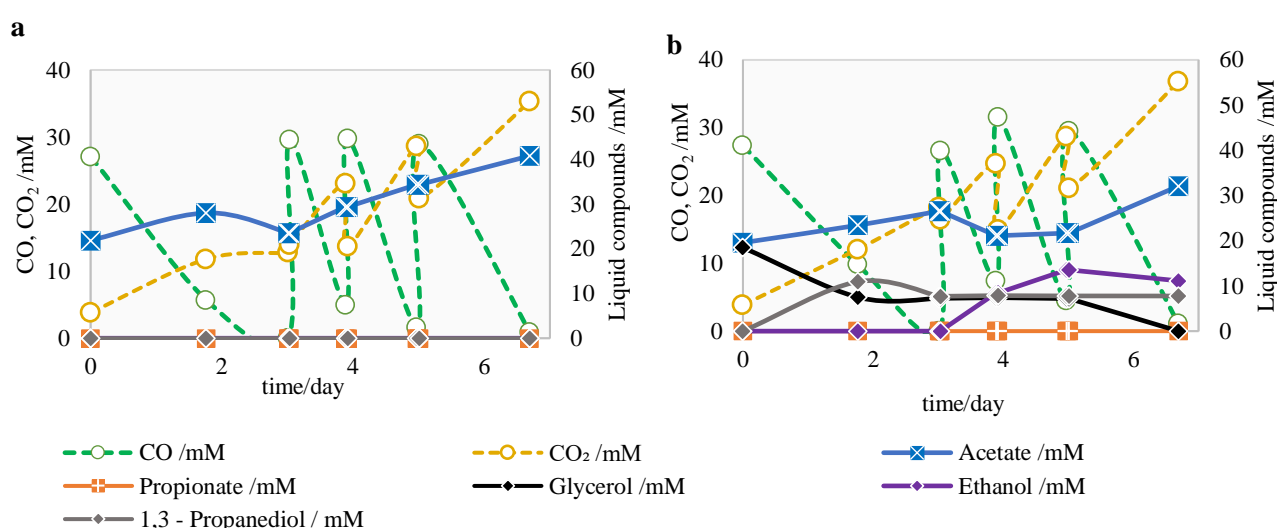 a
40
30
20
10
0
CO, CO₂ /mM
60
50
40
30
20
10
0
Liquid compounds /mM
0 2 4 6
time/day
b
40
30
20
10
0
CO, CO₂ /mM
60
50
40
30
20
10
0
Liquid compounds /mM
0 2 4 6
time/day
CO /mM
CO₂ /mM
Acetate /mM
Propionate /mM
Glycerol /mM
Ethanol /mM
1,3 - Propanediol / mM